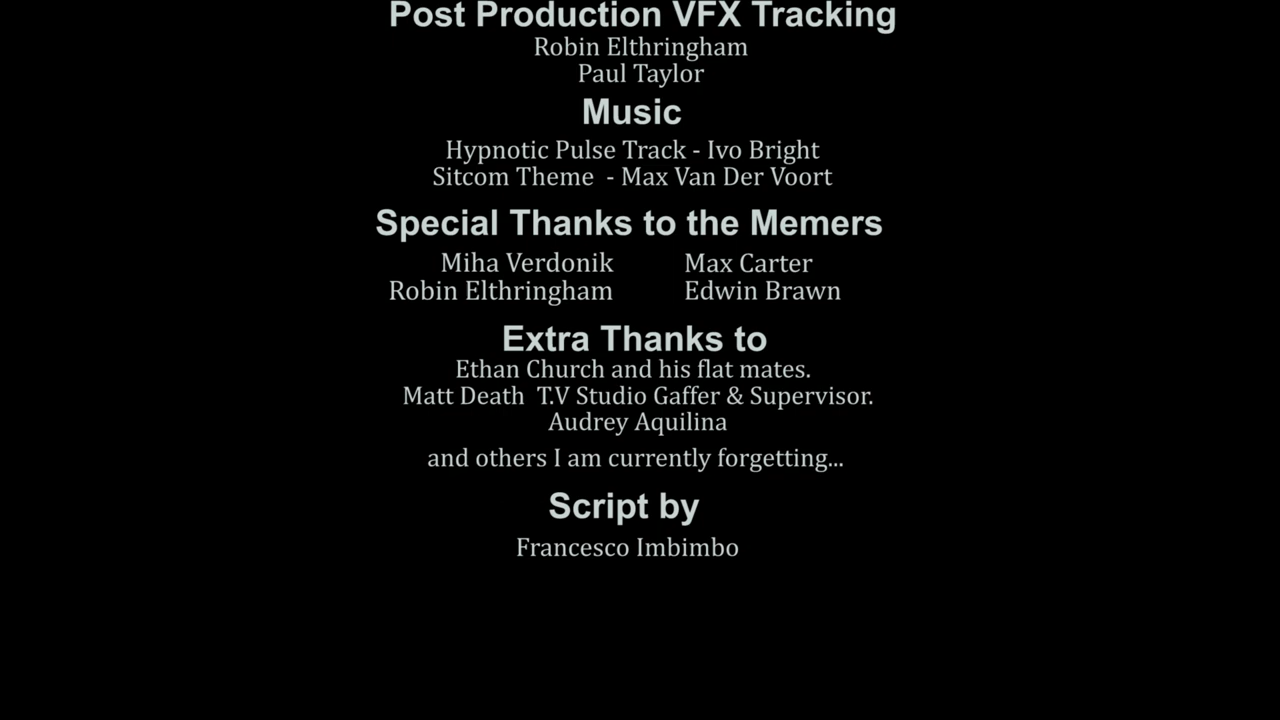 Post Production VFX Tracking
Robin Elthringham
Paul Taylor
Music
Hypnotic Pulse Track - Ivo Bright
Sitcom Theme  - Max Van Der Voort
Special Thanks to the Memers
Miha Verdonik Max Carter
Robin Elthringham Edwin Brawn
Extra Thanks to
Ethan Church and his flat mates.
Matt Death  T.V Studio Gaffer & Supervisor.
Audrey Aquilina
and others I am currently forgetting...
Script by
Francesco Imbimbo